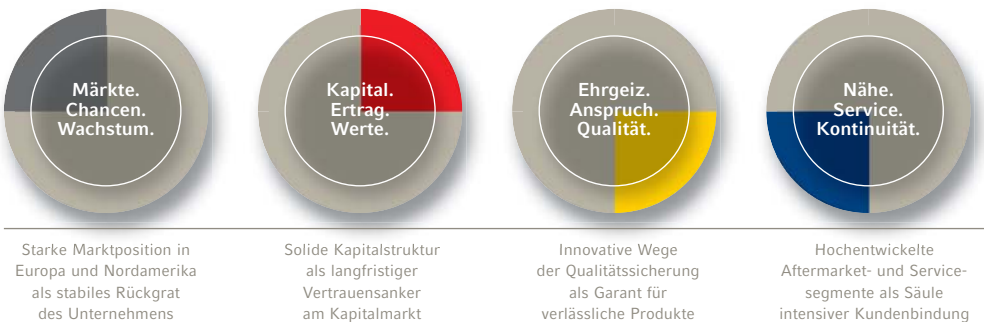 Märkte.
Chancen.
Wachstum.
Kapital.
Ertrag.
Werte.
Ehrgeiz.
Anspruch.
Qualität.
Nähe.
Service.
Kontinuität.
Starke Marktposition in
Europa und Nordamerika
als stabiles Rückgrat
des Unternehmens
Solide Kapitalstruktur
als langfristiger
Vertrauensanker
am Kapitalmarkt
Innovative Wege
der Qualitätssicherung
als Garant für
verlässliche Produkte
Hochentwickelte
Aftermarket- und Service-
segmente als Säule
intensiver Kundenbindung